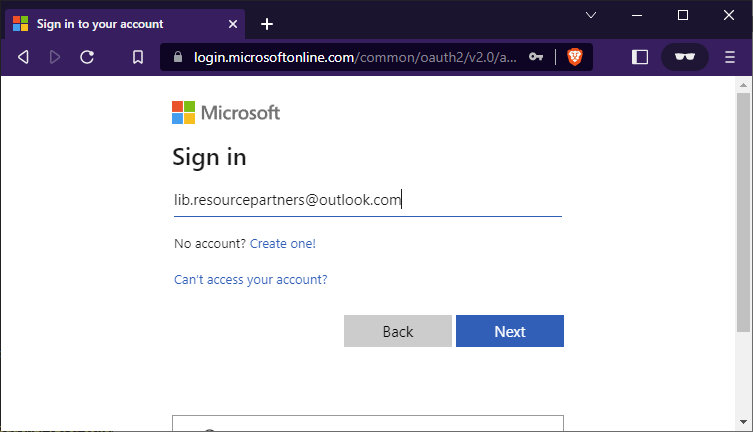 Sign in to your account
login.microsoftonline.com/common/oauth2/v2.0/a...
Microsoft
Sign in
lib.resourcepartners@outlook.com
No account? Create one!
Can't access your account?
Back Next